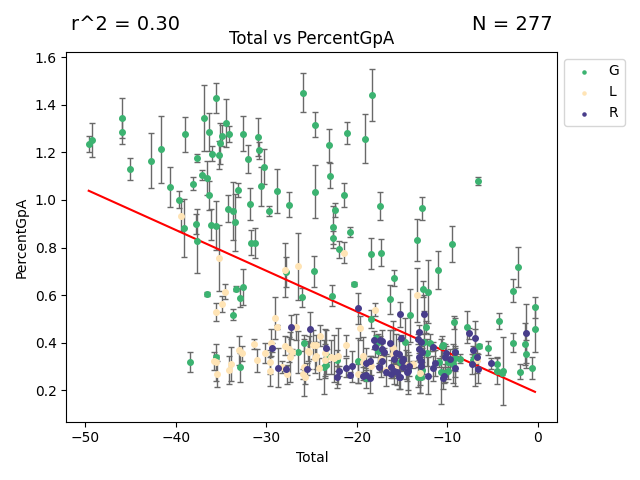 r^2 = 0.30 N = 277
Total vs PercentGpA
1.6
1.4
1.2
1.0
0.8
0.6
0.4
0.2
PercentGpA
−50 −40 −30 −20 −10 0
Total
G
L
R